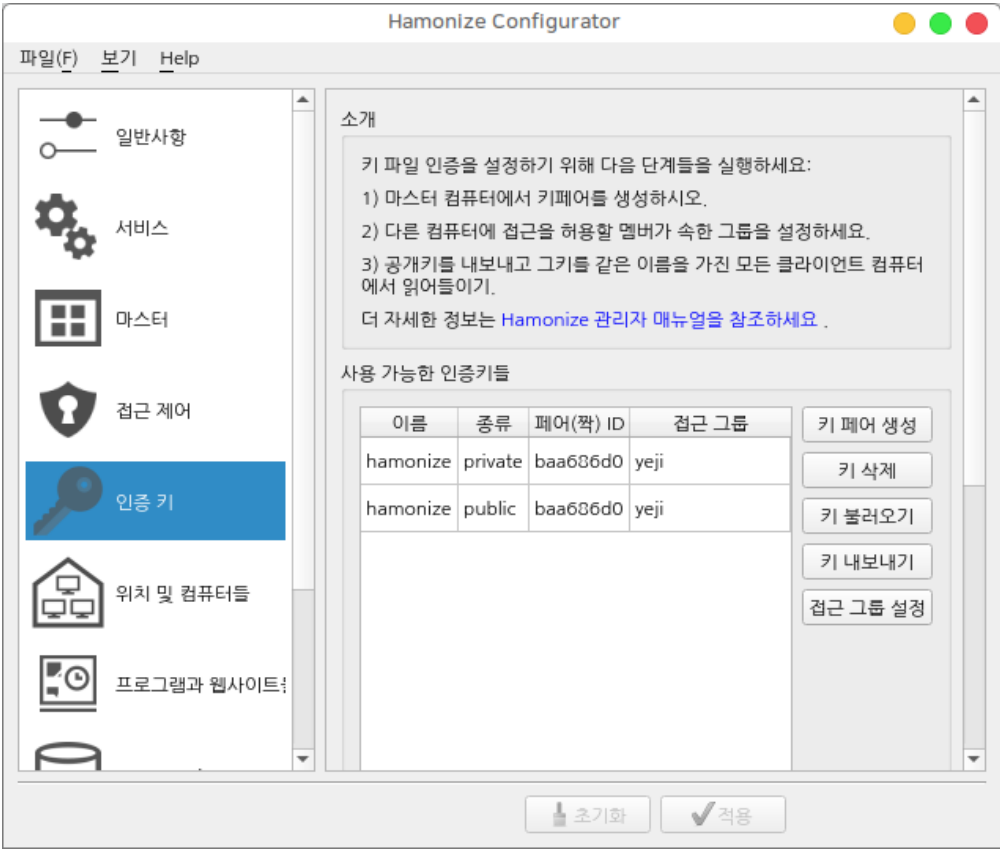 Hamonize Configurator
파일(F) 보기 Help
일반사항
서비스
마스터
접근 제어
인증 키
위치 및 컴퓨터들
프로그램과 웹사이트들
소개
키 파일 인증을 설정하기 위해 다음 단계들을 실행하세요:
1) 마스터 컴퓨터에서 키페어를 생성하시오.
2) 다른 컴퓨터에 접근을 허용할 멤버가 속한 그룹을 설정하세요.
3) 공개키를 내보내고 그키를 같은 이름을 가진 모든 클라이언트 컴퓨터
에서 읽어들이기.
더 자세한 정보는 Hamonize 관리자 매뉴얼을 참조하세요 .
사용 가능한 인증키들
이름 종류 페어(짝) ID 접근 그룹
hamonize private baa686d0 yeji
hamonize public baa686d0 yeji
키 페어 생성
키 삭제
키 불러오기
키 내보내기
접근 그룹 설정
초기화 적용